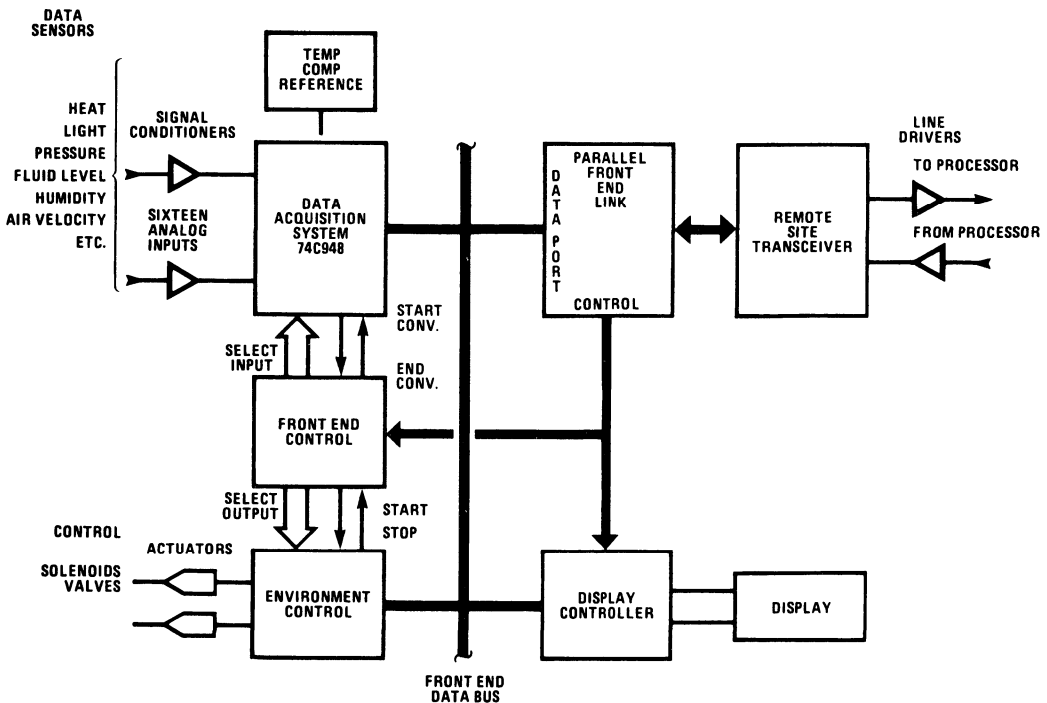 DATA
SENSORS
HEAT
LIGHT
PRESSURE
FLUID LEVEL
HUMIDITY
AIR VELOCITY
ETC.
SIGNAL
CONDITIONERS
SIXTEEN
ANALOG
INPUTS
TEMP
COMP
REFERENCE
DATA
ACQUISITION
SYSTEM
74C948
PARALLEL
FRONT
END
LINK
DATA PORT
CONTROL
REMOTE
SITE
TRANSCEIVER
LINE
DRIVERS
TO PROCESSOR
FROM PROCESSOR
START
CONV.
END
CONV.
SELECT
INPUT
FRONT END
CONTROL
SELECT
OUTPUT
START
STOP
CONTROL
SOLENOIDS
VALVES
ACTUATORS
ENVIRONMENT
CONTROL
DISPLAY
CONTROLLER
DISPLAY
FRONT END
DATA BUS